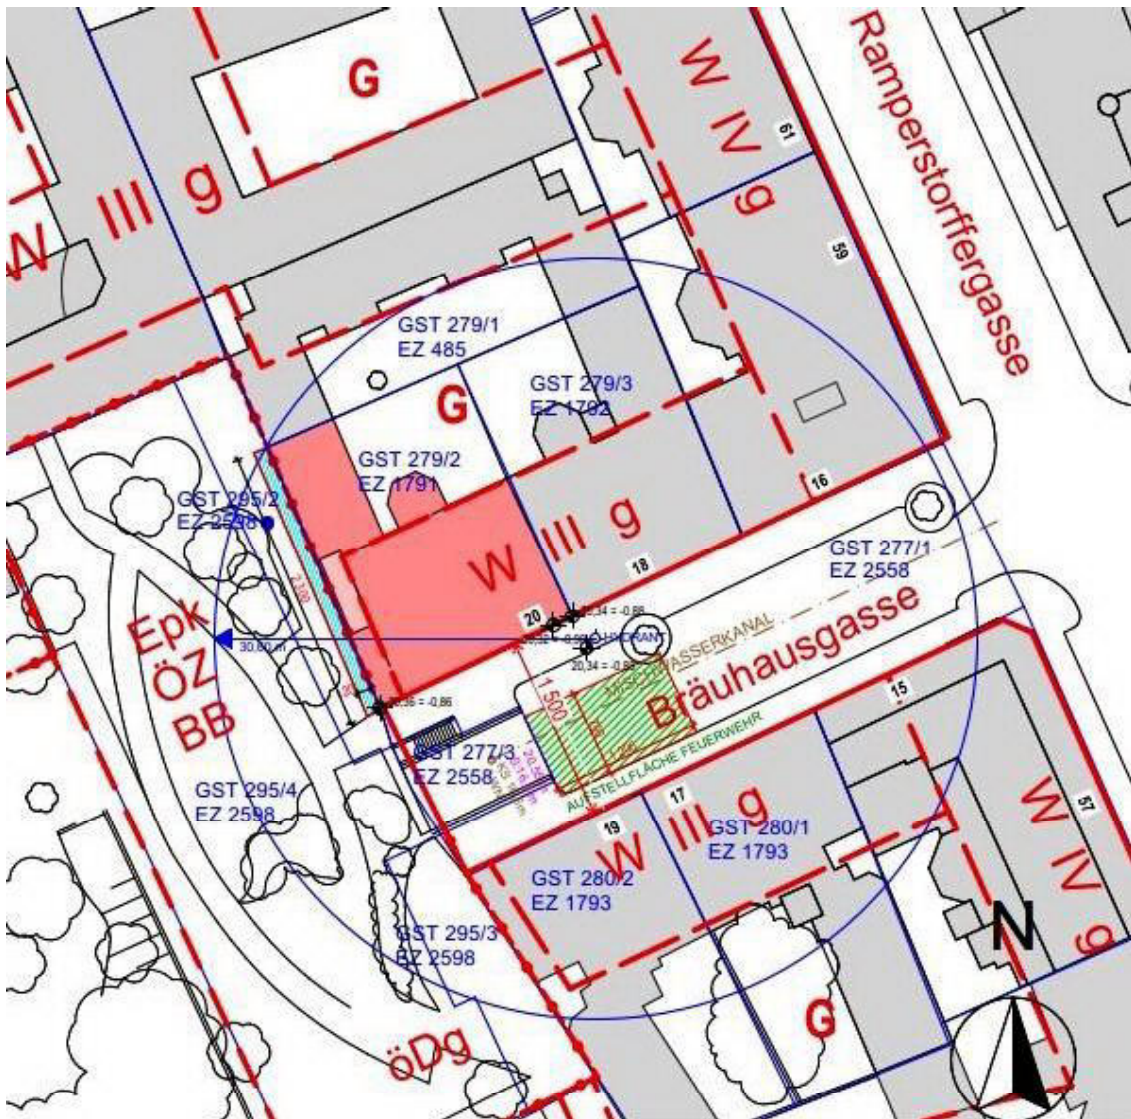 G
W IV g
Ramperstorffergasse
61
59
W III g
GST 279/1
EZ 485
GST 279/3
EZ 1792
G
GST 279/2
EZ 1791
GST 295/2
EZ 2598
W III g
16
18
20
GST 277/1
EZ 2558
Epk
ÖZ
BB
30,60 m
HYDRANT
20,34 = -0,88
20,36 = -0,86
MISCHWASSERKANAL
Bräuhausgasse
1 500
AUFSTELLFLÄCHE FEUERWEHR
GST 277/3
EZ 2558
GST 295/4
EZ 2598
15
17
19
W III g
GST 280/1
EZ 1793
GST 280/2
EZ 1793
57
W IV g
GST 295/3
EZ 2598
N
G
öDg